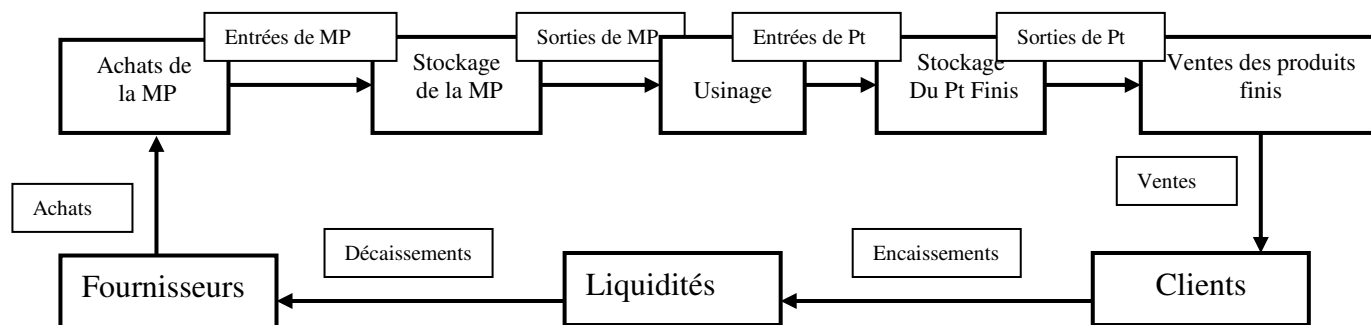 Entrées de MP
Sorties de MP
Entrées de Pt
Sorties de Pt
Achats de
la MP
Stockage
de la MP
Usinage
Stockage
Du Pt Finis
Ventes des produits
finis
Achats
Ventes
Décaissements
Encaissements
Fournisseurs
Liquidités
Clients